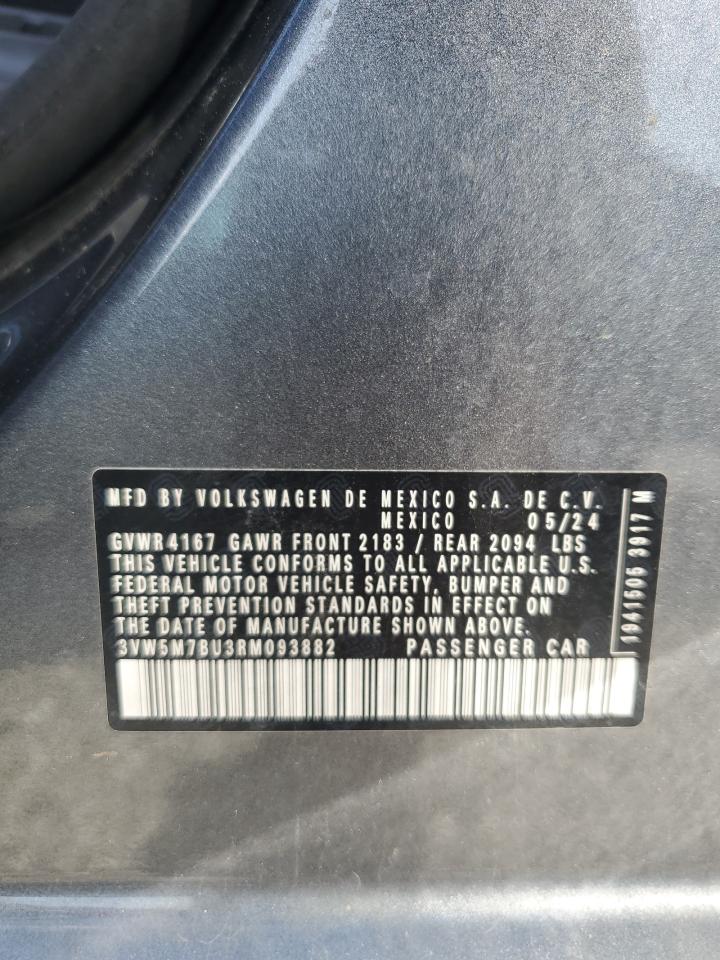 MFD BY VOLKSWAGEN DE MEXICO S.A. DE C.V.
MEXICO 05/24
GVWR 4167 GAWR FRONT 2183 / REAR 2094 LBS
THIS VEHICLE CONFORMS TO ALL APPLICABLE U.S.
FEDERAL MOTOR VEHICLE SAFETY, BUMPER AND
THEFT PREVENTION STANDARDS IN EFFECT ON
THE DATE OF MANUFACTURE SHOWN ABOVE.
3VW5M7BU3RM093882 PASSENGER CAR
1941505 3917 M